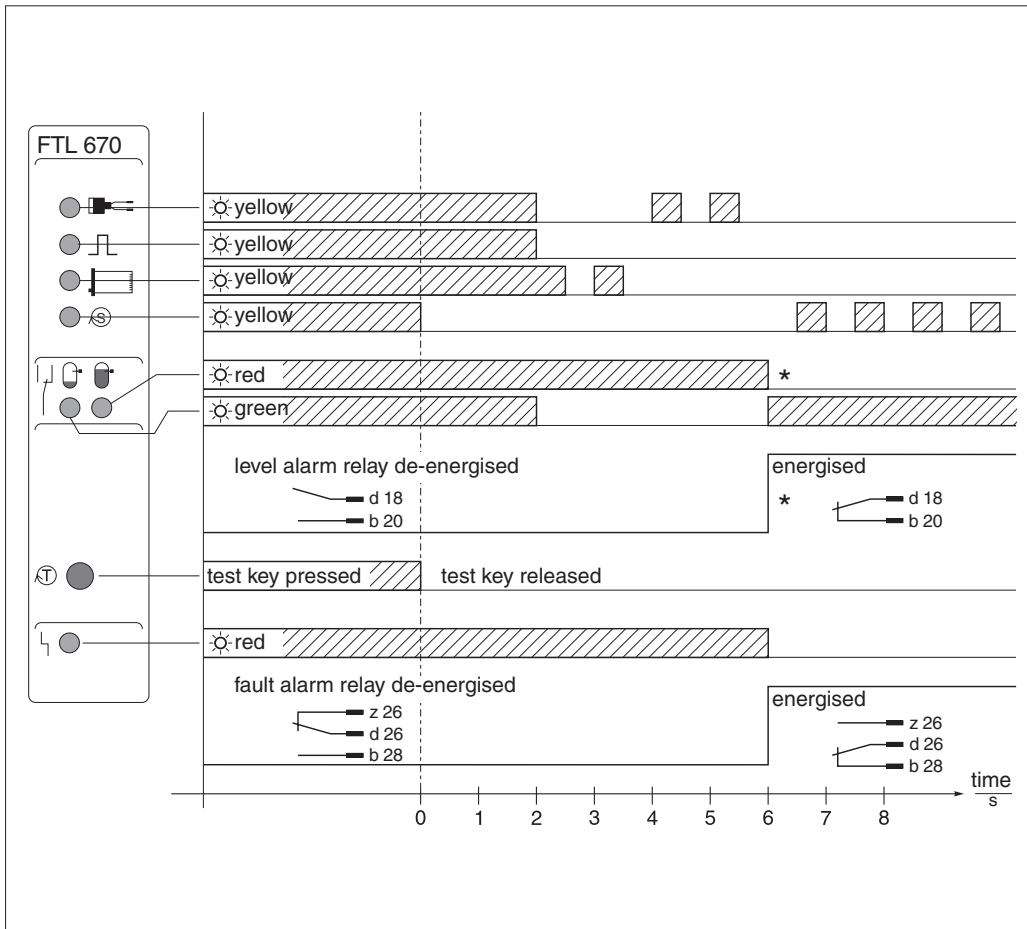 FTL 670
yellow
yellow
yellow
S yellow
red *
green
level alarm relay de-energised energised
d 18 * d 18
b 20 b 20
T test key pressed test key released
red
fault alarm relay de-energised energised
z 26 z 26
d 26 d 26
b 28 b 28
time
s
0 1 2 3 4 5 6 7 8